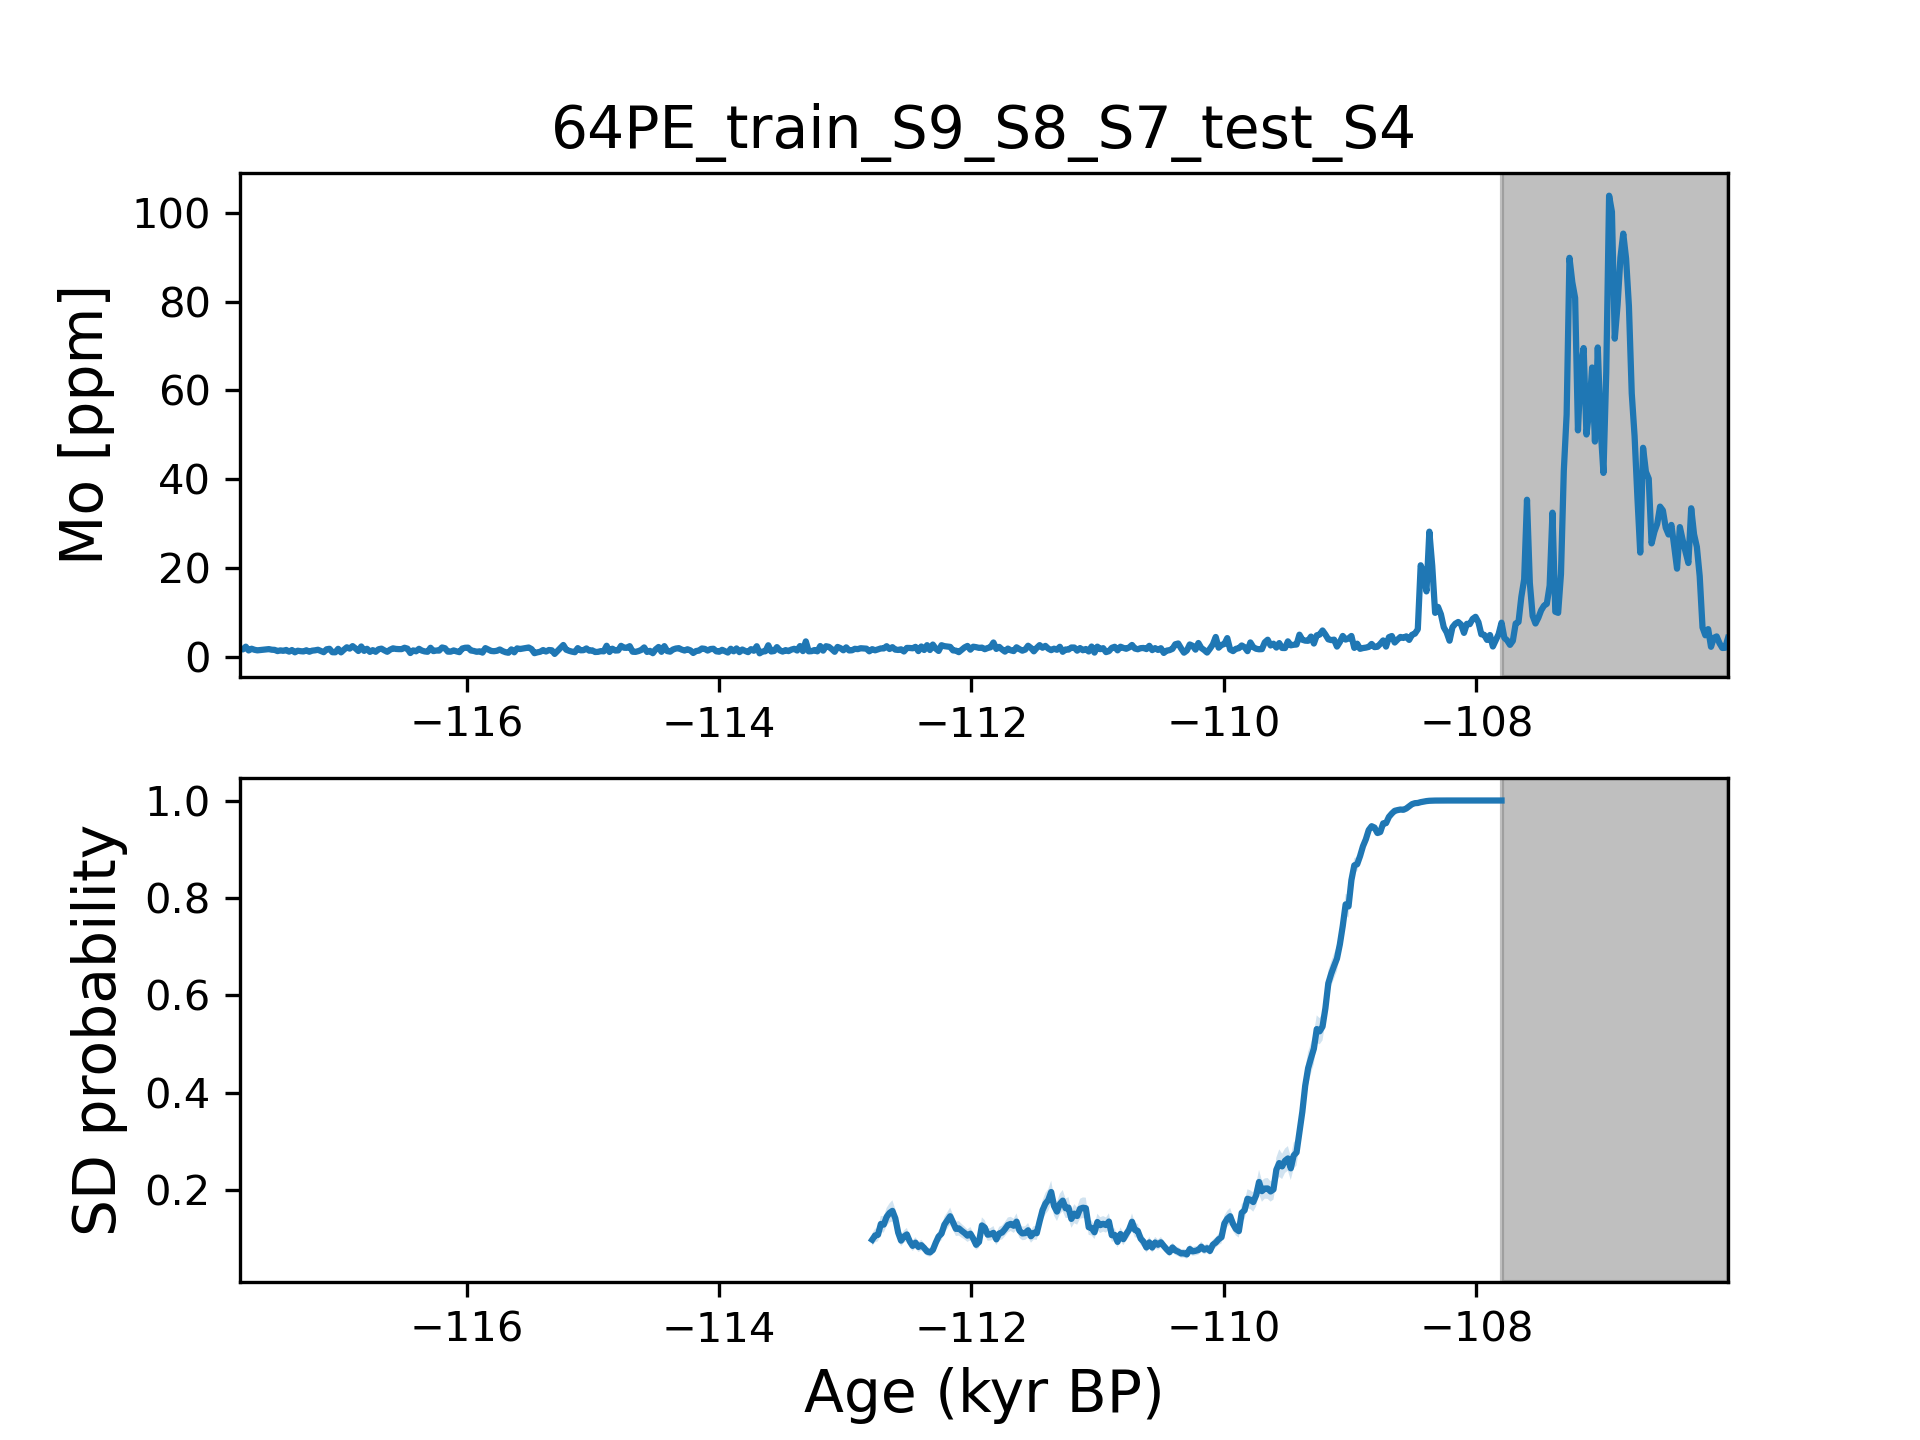 64PE_train_S9_S8_S7_test_S4
Mo [ppm]
100
80
60
40
20
0
−116 −114 −112 −110 −108
SD probability
1.0
0.8
0.6
0.4
0.2
−116 −114 −112 −110 −108
Age (kyr BP)